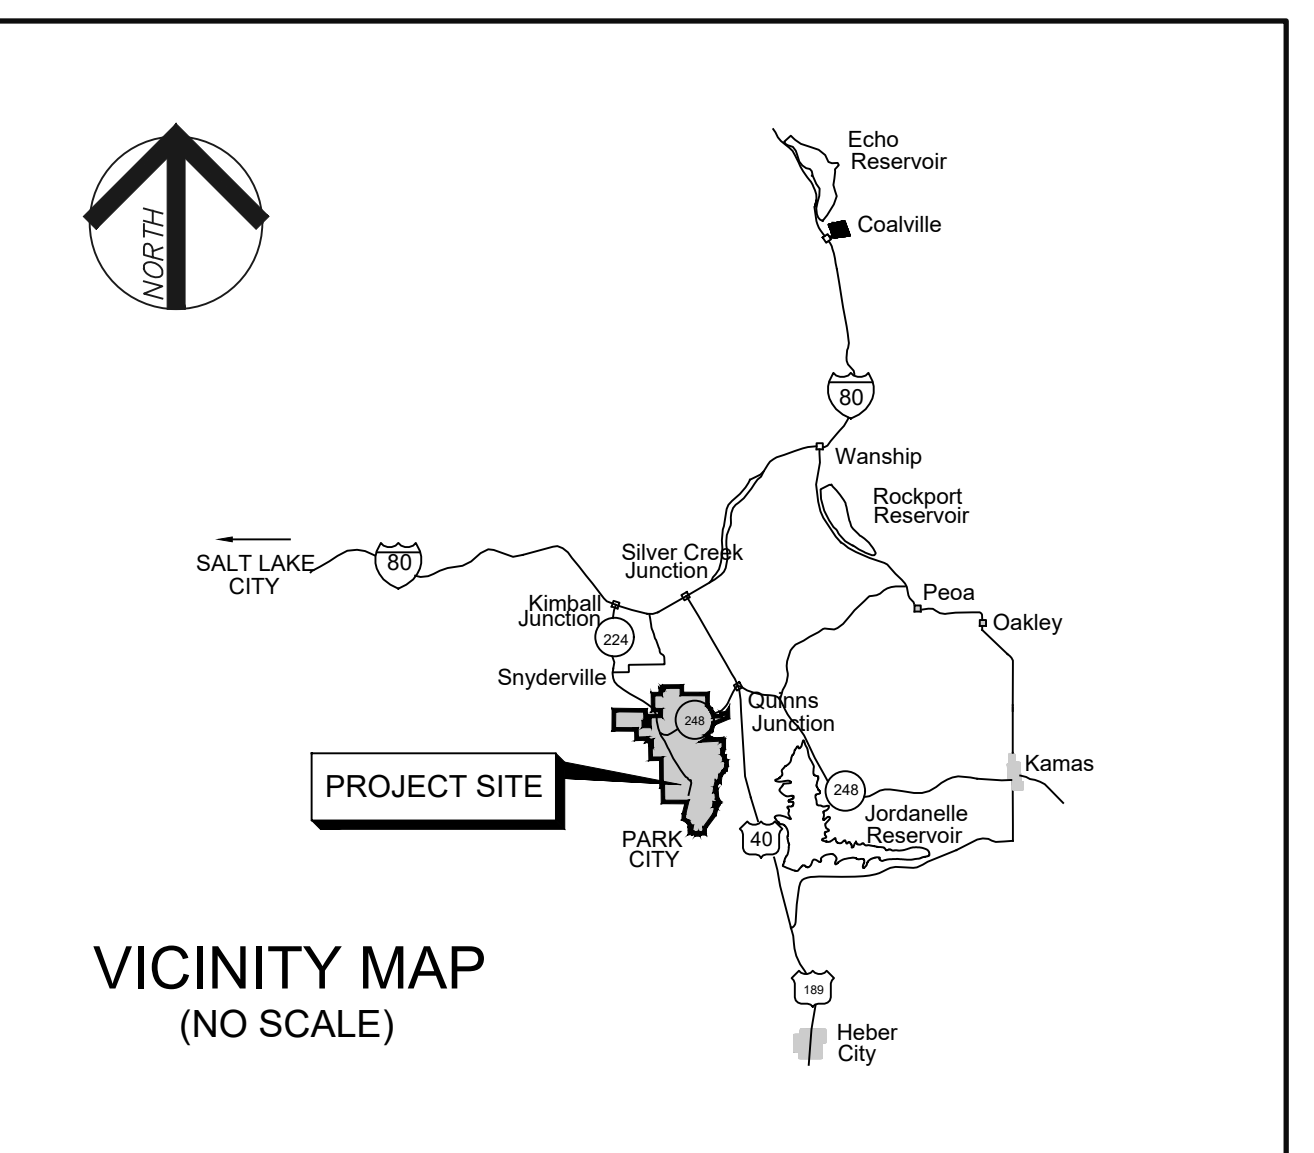 NORTH
Echo
Reservoir
Coalville
80
Wanship
Rockport
Reservoir
SALT LAKE
CITY
80
Silver Creek
Junction
Kimball
Junction
224
Peoa
Oakley
Snyderville
248
Quinns
Junction
PROJECT SITE
Kamas
248
Jordanelle
Reservoir
PARK
CITY
40
VICINITY MAP
(NO SCALE)
189
Heber
City